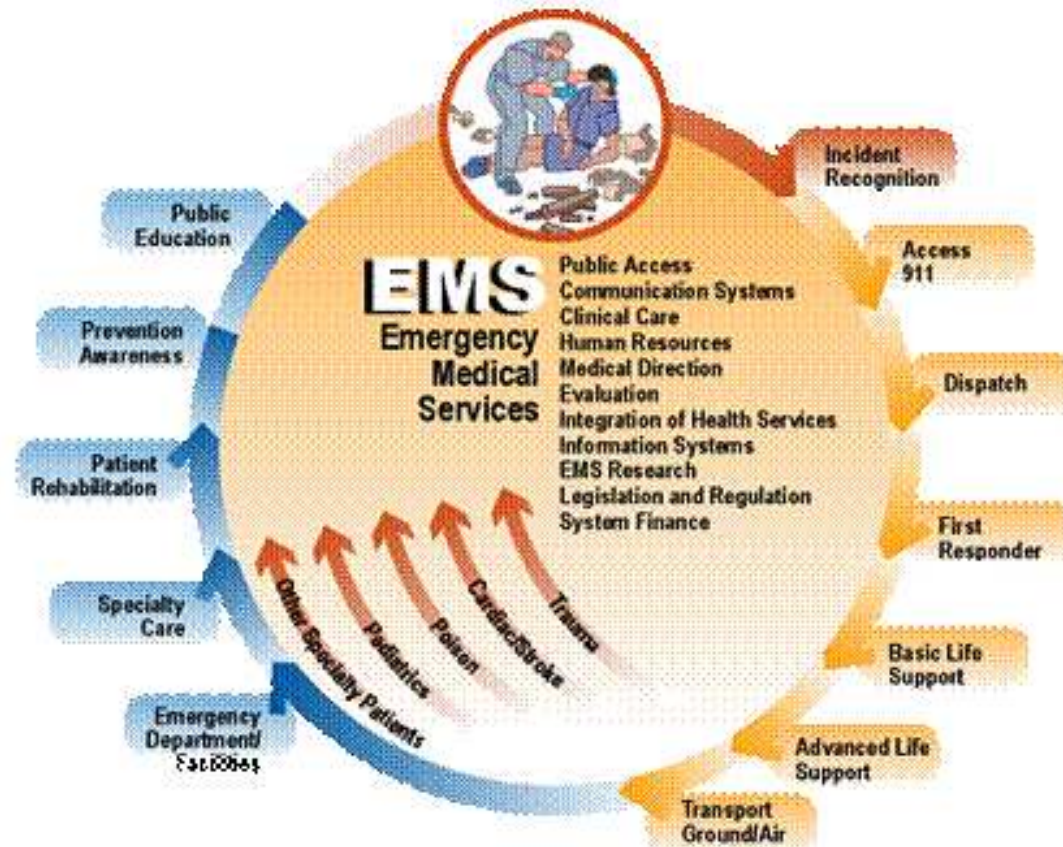 Incident
Recognition
Access
911
Dispatch
First
Responder
Basic Life
Support
Advanced Life
Support
Transport
Ground/Air
Emergency
Department/
Facilities
Specialty
Care
Patient
Rehabilitation
Prevention
Awareness
Public
Education
EMS
Emergency
Medical
Services
Public Access
Communication Systems
Clinical Care
Human Resources
Medical Direction
Evaluation
Integration of Health Services
Information Systems
EMS Research
Legislation and Regulation
System Finance
Other Specialty Patients
Pediatrics
Poison
Cardiac/Stroke
Trauma